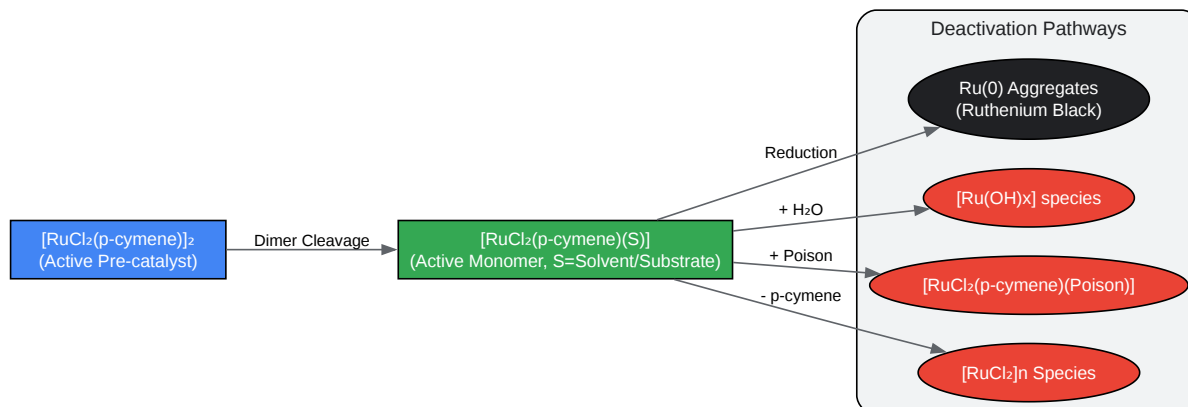 Deactivation Pathways
Ru(0) Aggregates
(Ruthenium Black)
Reduction
[Ru(OH)x] species
+ H₂O
[RuCl₂(p-cymene)]₂
(Active Pre-catalyst)
Dimer Cleavage
[RuCl₂(p-cymene)(S)]
(Active Monomer, S=Solvent/Substrate)
+ Poison
[RuCl₂(p-cymene)(Poison)]
- p-cymene
[RuCl₂]n Species